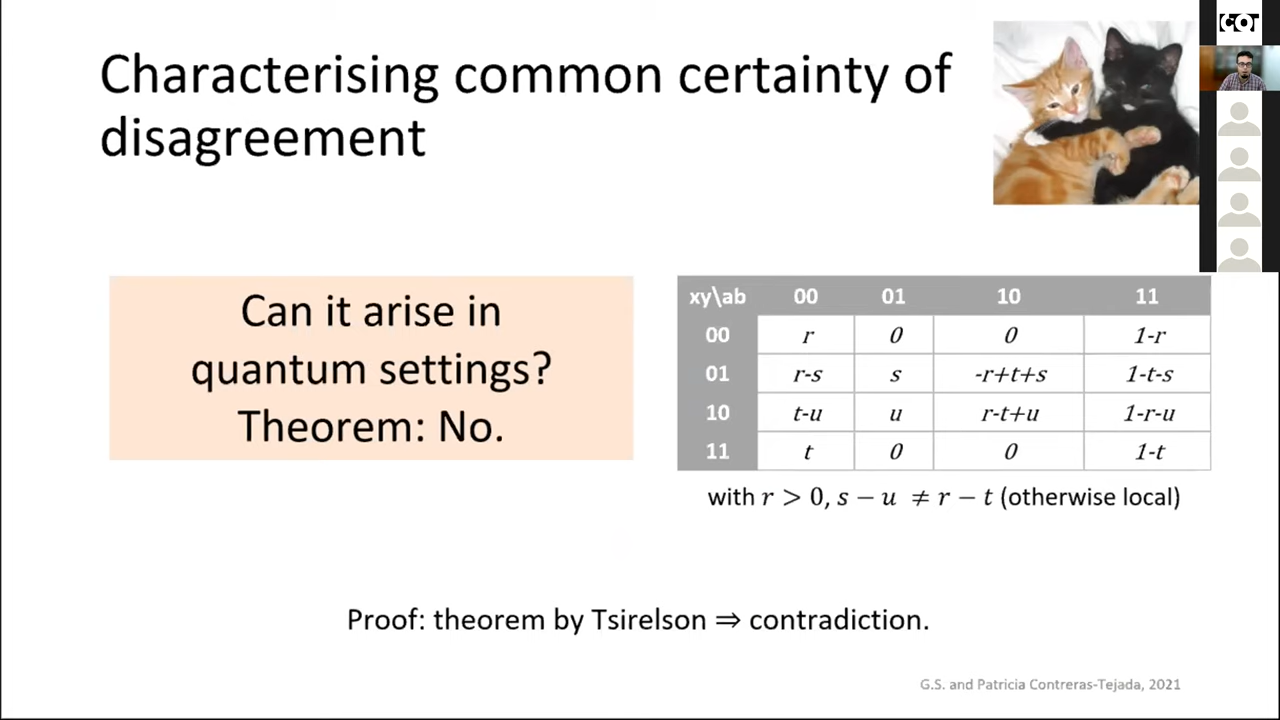 Characterising common certainty of
disagreement
CQT
Can it arise in
quantum settings?
Theorem: No.
xy\ab 00 01 10 11
00 r 0 0 1-r
01 r-s s -r+t+s 1-t-s
10 t-u u r-t+u 1-r-u
11 t 0 0 1-t
with r > 0, s − u ≠ r − t (otherwise local)
Proof: theorem by Tsirelson ⇒ contradiction.
G.S. and Patricia Contreras-Tejada, 2021